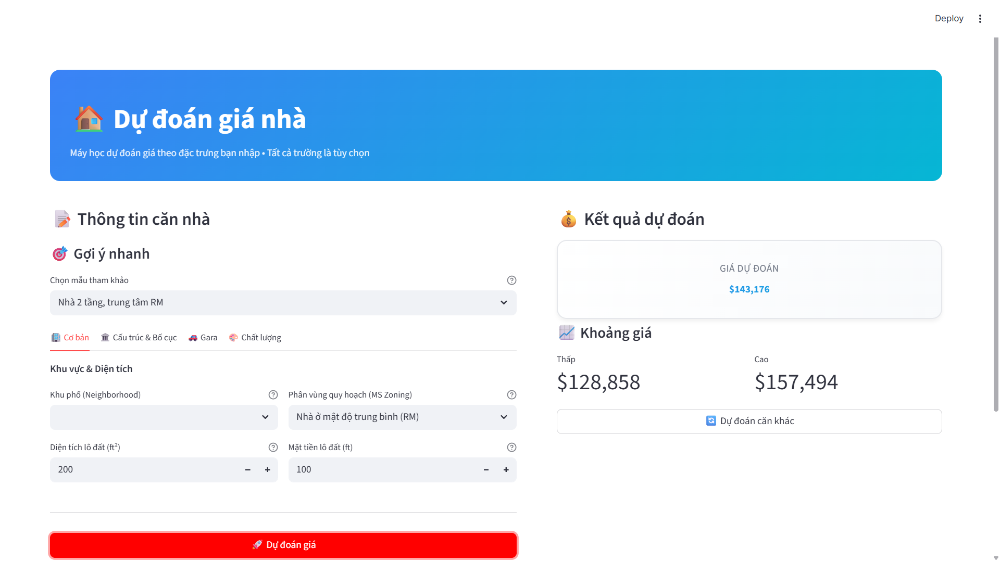 Deploy
Dự đoán giá nhà
Máy học dự đoán giá theo đặc trưng bạn nhập • Tất cả trường là tùy chọn
Thông tin căn nhà
Gợi ý nhanh
Chọn mẫu tham khảo
Nhà 2 tầng, trung tâm RM
Cơ bản
Cấu trúc & Bố cục
Gara
Chất lượng
Khu vực & Diện tích
Khu phố (Neighborhood)
Phân vùng quy hoạch (MS Zoning)
Nhà ở mật độ trung bình (RM)
Diện tích lô đất (ft²)
Mặt tiền lô đất (ft)
200
100
Dự đoán giá
Kết quả dự đoán
GIÁ DỰ ĐOÁN
$143,176
Khoảng giá
Thấp
Cao
$128,858
$157,494
Dự đoán căn khác